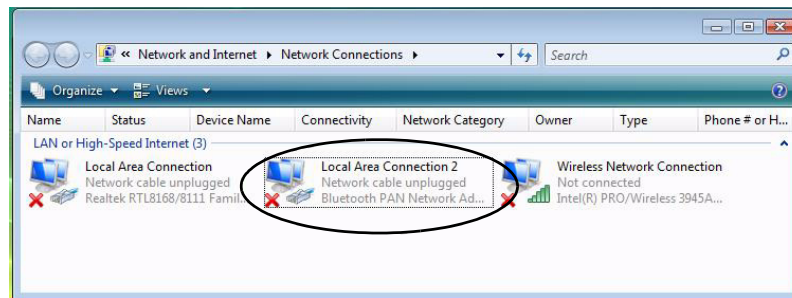 « Network and Internet ▸ Network Connections ▸ Search
Organize Views
Name Status Device Name Connectivity Network Category Owner Type Phone # or H...
LAN or High-Speed Internet (3)
Local Area Connection
Network cable unplugged
Realtek RTL8168/8111 Famil...
Local Area Connection 2
Network cable unplugged
Bluetooth PAN Network Ad...
Wireless Network Connection
Not connected
Intel(R) PRO/Wireless 3945A...